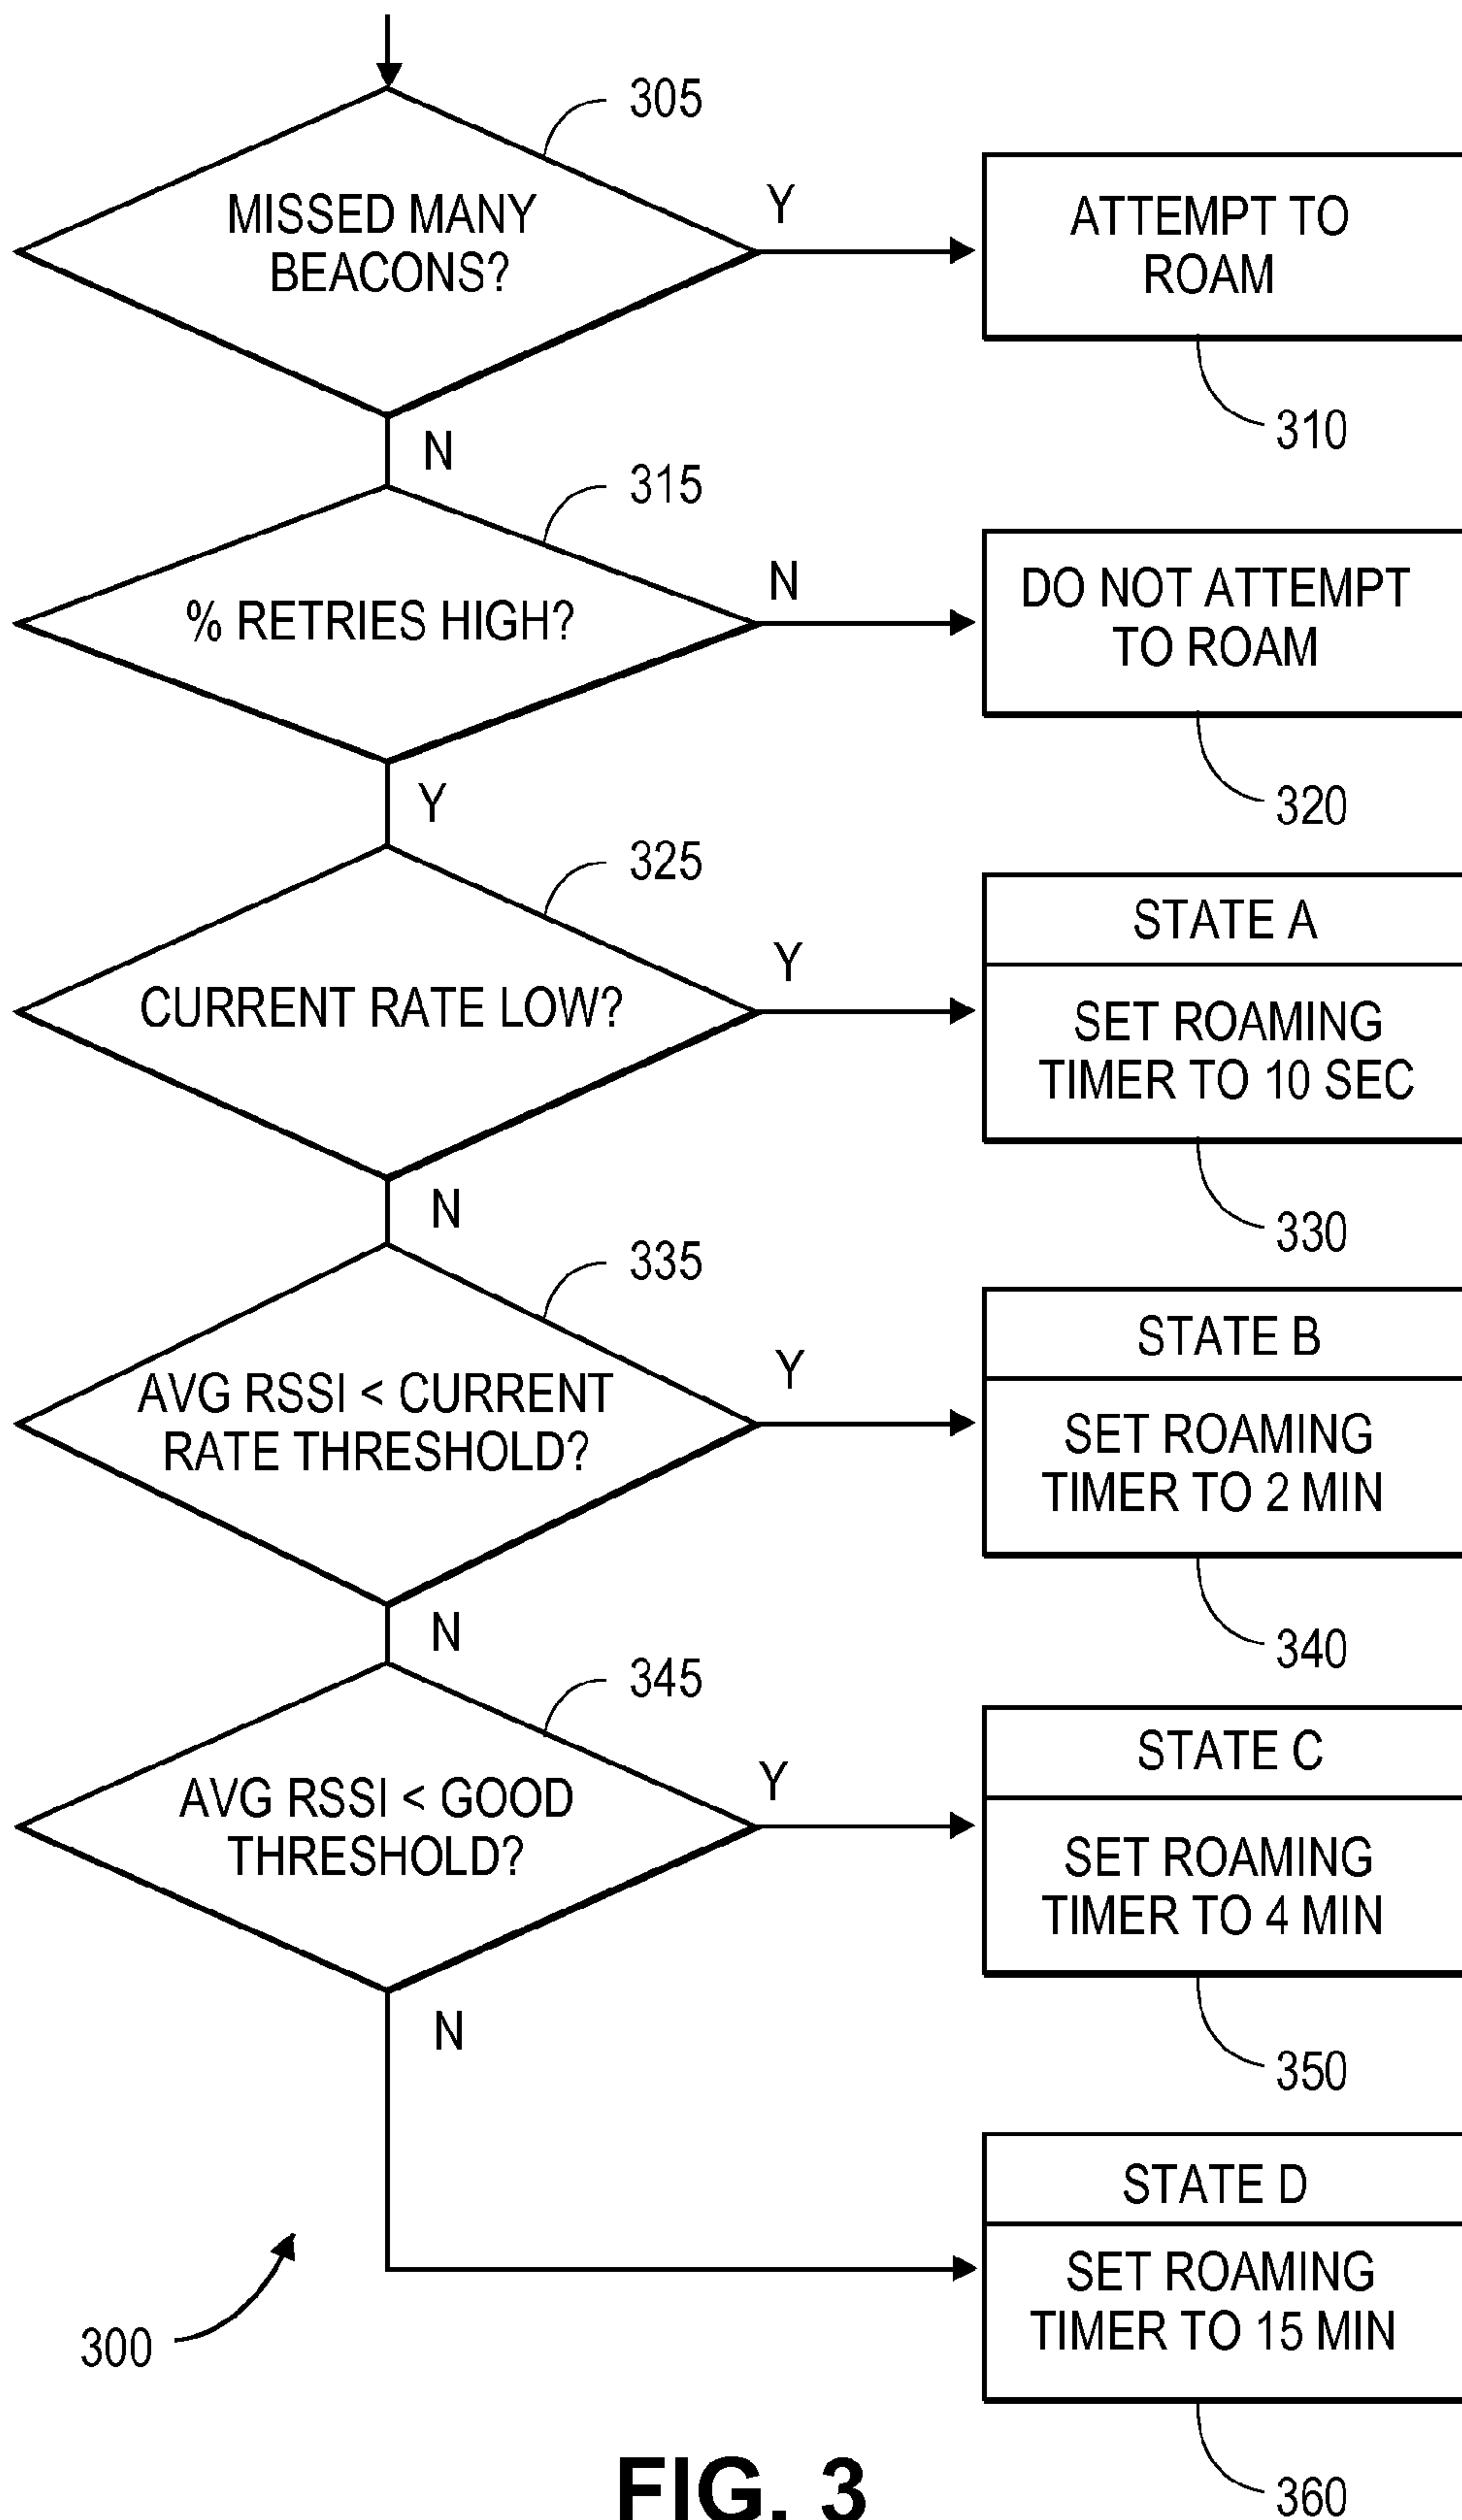 305
MISSED MANY
BEACONS?
Y
ATTEMPT TO
ROAM
310
N
315
% RETRIES HIGH?
N
DO NOT ATTEMPT
TO ROAM
320
Y
325
CURRENT RATE LOW?
Y
STATE A
SET ROAMING
TIMER TO 10 SEC
330
N
335
AVG RSSI < CURRENT
RATE THRESHOLD?
Y
STATE B
SET ROAMING
TIMER TO 2 MIN
340
N
345
AVG RSSI < GOOD
THRESHOLD?
Y
STATE C
SET ROAMING
TIMER TO 4 MIN
350
N
STATE D
SET ROAMING
TIMER TO 15 MIN
360
300
FIG. 3